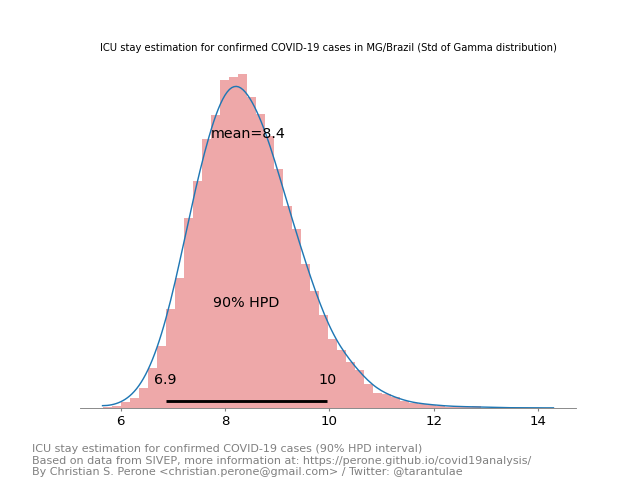 ICU stay estimation for confirmed COVID-19 cases in MG/Brazil (Std of Gamma distribution)
mean=8.4
90% HPD
6.9 10
6 8 10 12 14
ICU stay estimation for confirmed COVID-19 cases (90% HPD interval)
Based on data from SIVEP, more information at: https://perone.github.io/covid19analysis/
By Christian S. Perone <christian.perone@gmail.com> / Twitter: @tarantulae